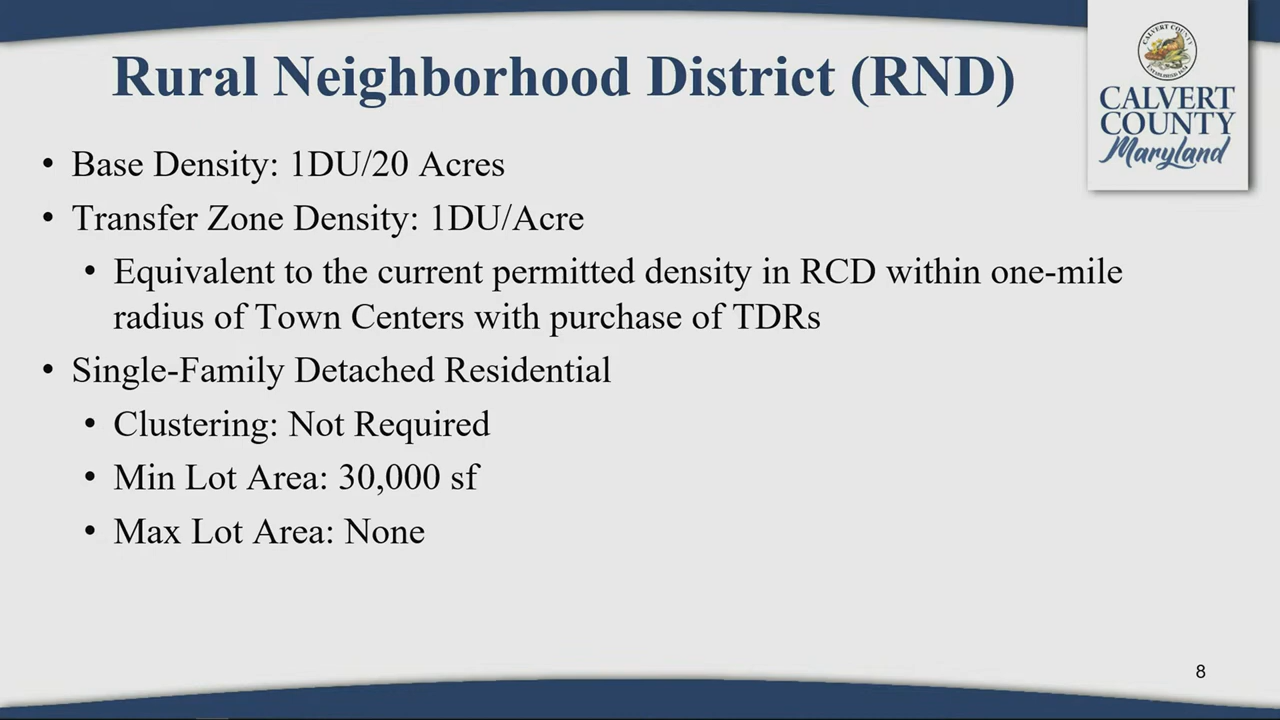 Rural Neighborhood District (RND)
CALVERT COUNTY
CALVERT
COUNTY
Maryland
• Base Density: 1DU/20 Acres
• Transfer Zone Density: 1DU/Acre
• Equivalent to the current permitted density in RCD within one-mile
radius of Town Centers with purchase of TDRs
• Single-Family Detached Residential
• Clustering: Not Required
• Min Lot Area: 30,000 sf
• Max Lot Area: None
8